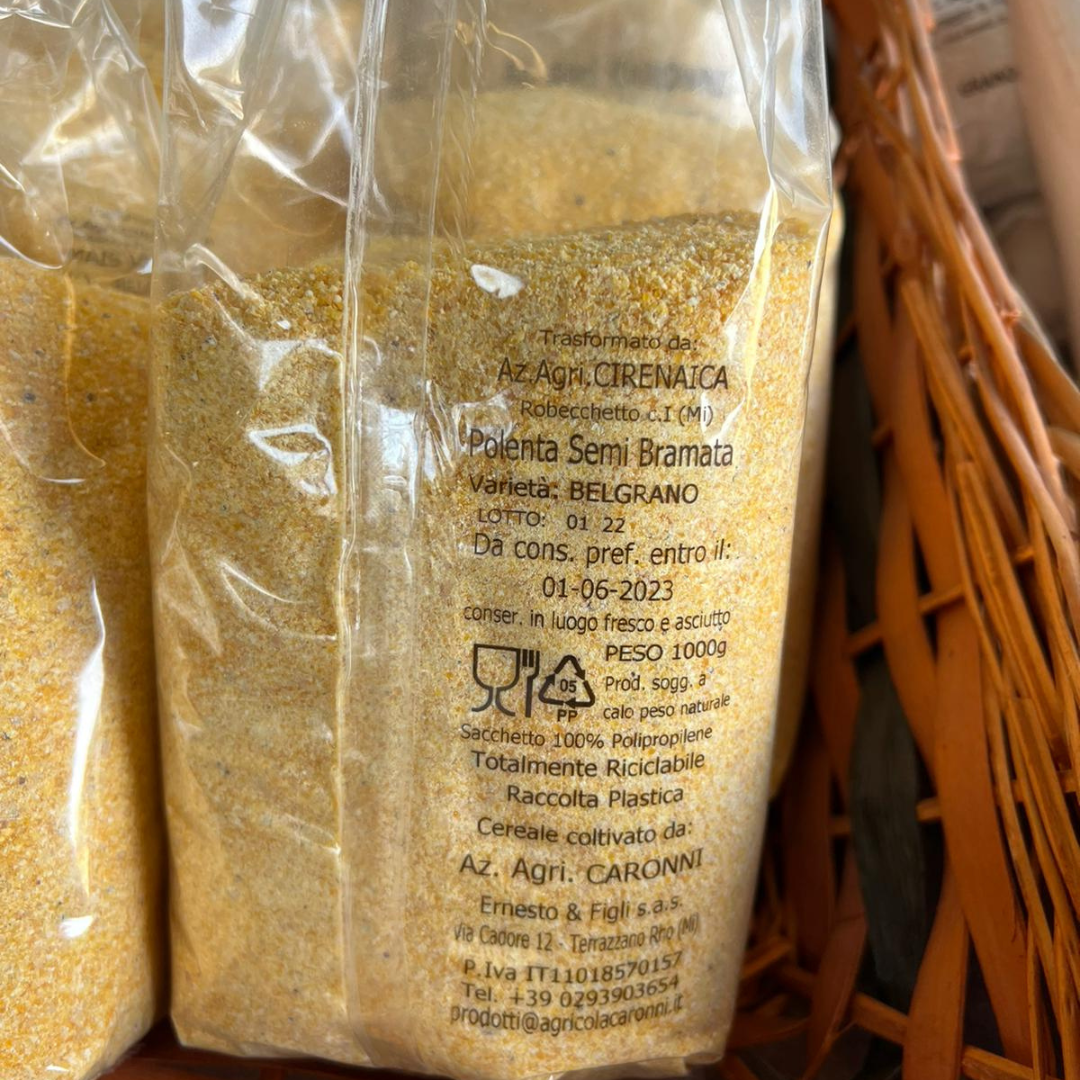 GRANO
Trasformato da:
Az.Agri.CIRENAICA
Robecchetto c.I (Mi)
Polenta Semi Bramata
Varietà: BELGRANO
LOTTO: 01 22
Da cons. pref. entro il:
01-06-2023
conser. in luogo fresco e asciutto
PESO 1000g
05
PP
Prod. sogg. a
calo peso naturale
Sacchetto 100% Polipropilene
Totalmente Riciclabile
Raccolta Plastica
Cereale coltivato da:
Az. Agri. CARONNI
Ernesto & Figli s.a.s.
Via Cadore 12 - Terrazzano Rho (Mi)
P.Iva IT11018570157
Tel. +39 0293903654
prodotti@agricolacaronni.it